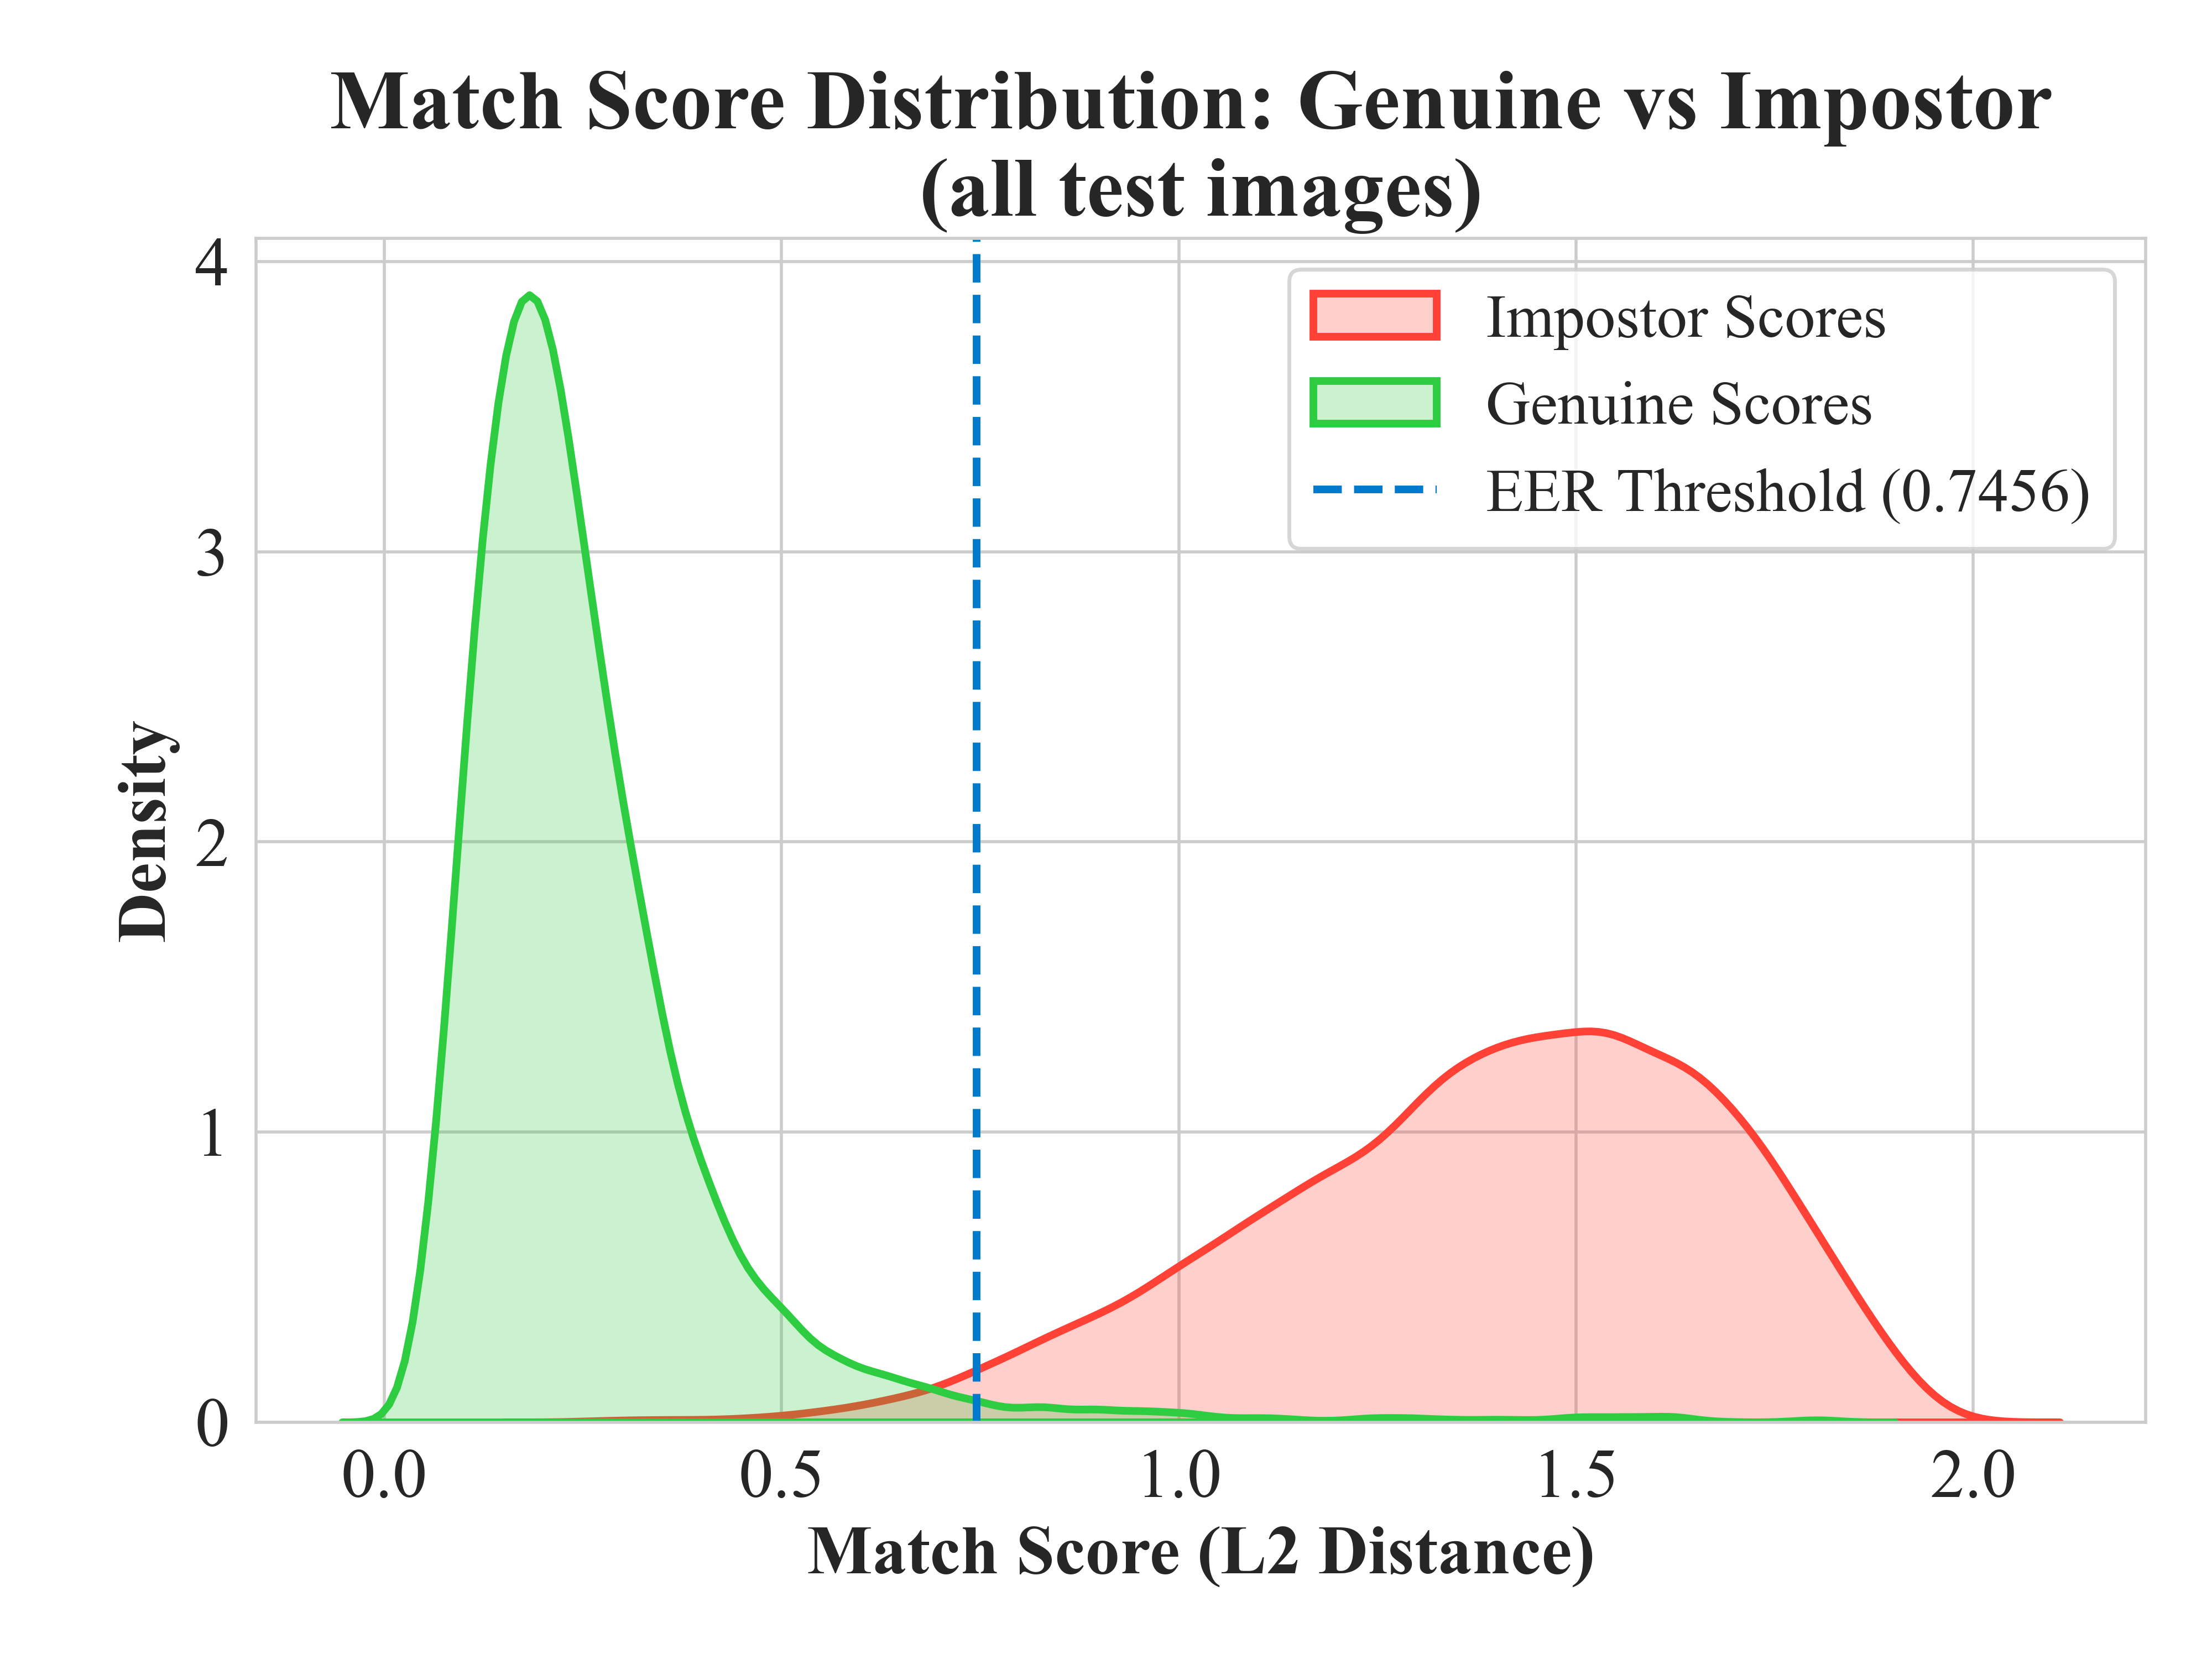 Match Score Distribution: Genuine vs Impostor
(all test images)
4
3
2
1
0
Density
Impostor Scores
Genuine Scores
EER Threshold (0.7456)
0.0 0.5 1.0 1.5 2.0
Match Score (L2 Distance)